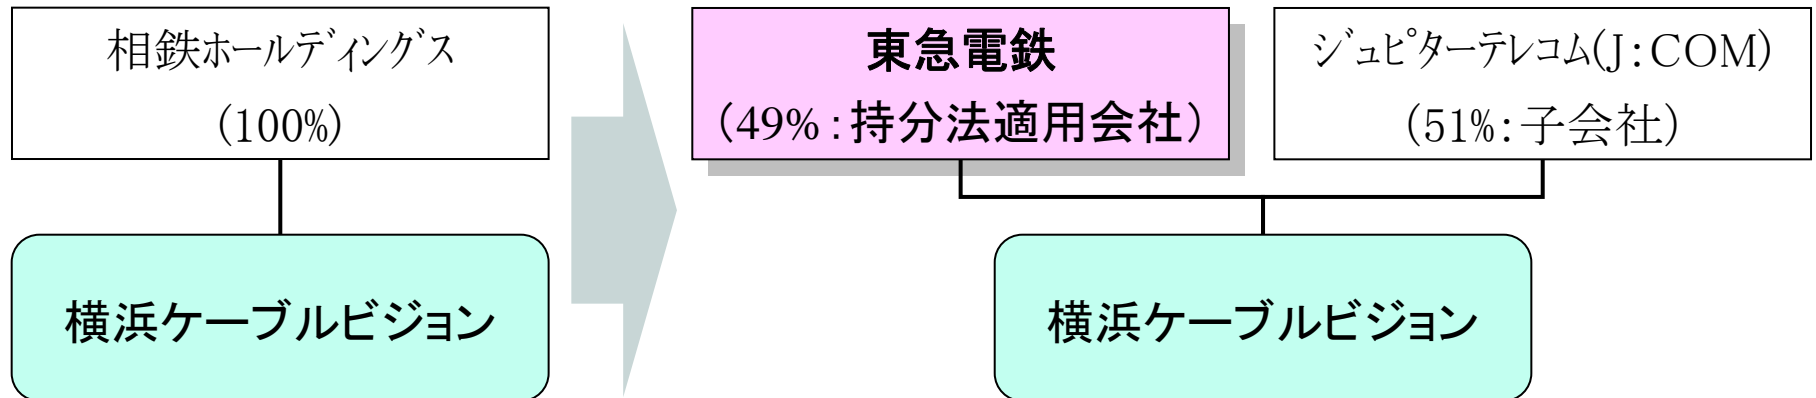 相鉄ホールディングス
(100%)
横浜ケーブルビジョン
東急電鉄
(49%:持分法適用会社)
ジュピターテレコム(J:COM)
(51%:子会社)
横浜ケーブルビジョン